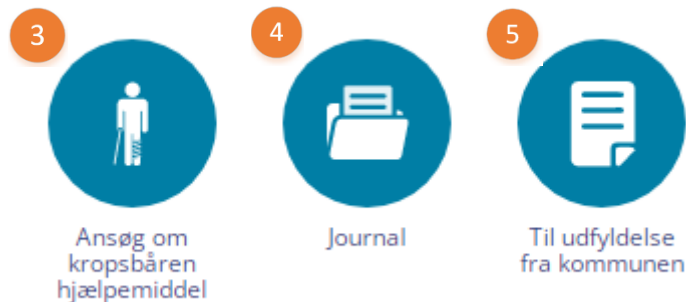 3
4
5
Ansøg om
kropsbåren
hjælpemiddel
Journal
Til udfyldelse
fra kommunen